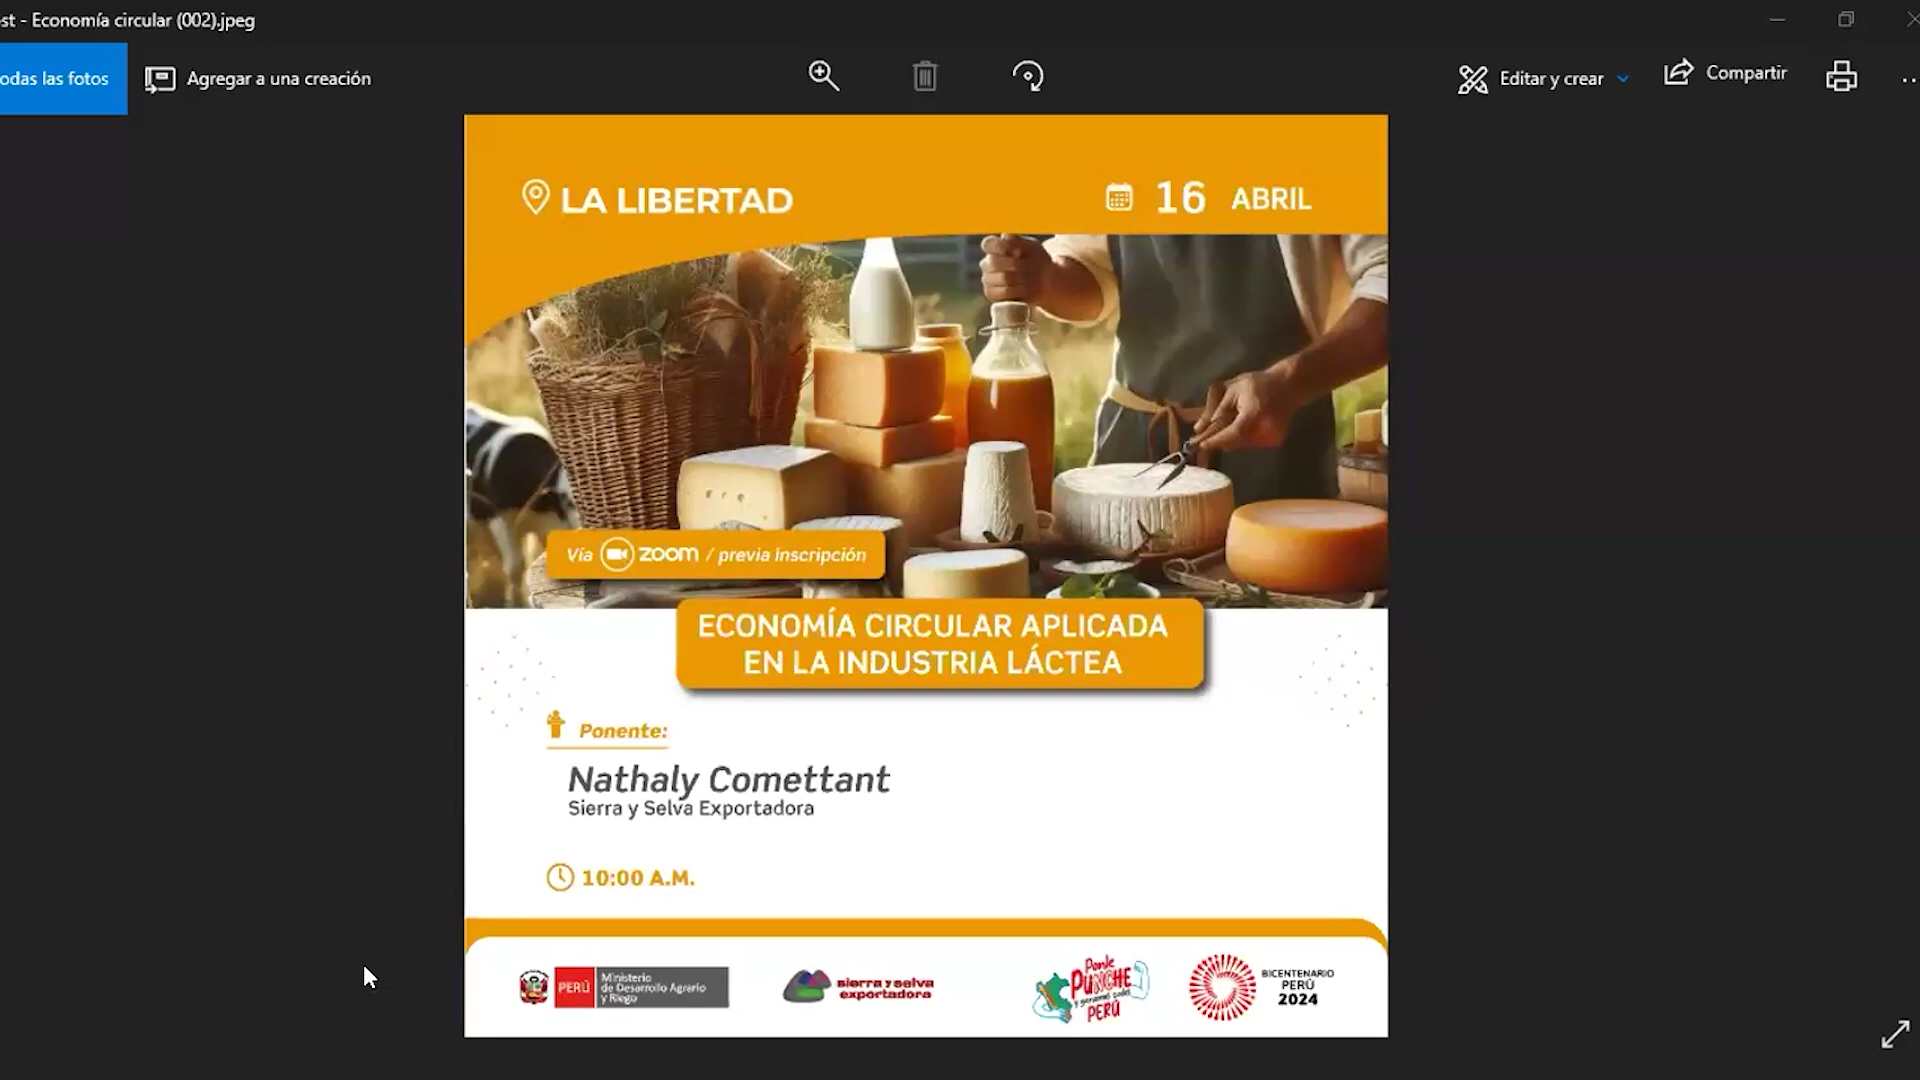 st - Economía circular (002).jpeg
odas las fotos
Agregar a una creación
Editar y crear
Compartir
LA LIBERTAD
16 ABRIL
Vía zoom / previa inscripción
ECONOMÍA CIRCULAR APLICADA
EN LA INDUSTRIA LÁCTEA
Ponente:
Nathaly Comettant
Sierra y Selva Exportadora
10:00 A.M.
PERÚ
Ministerio
de Desarrollo Agrario
y Riego
sierra y selva
exportadora
Ponle
PUNCHE
y ganamos todos
PERÚ
BICENTENARIO
PERÚ
2024